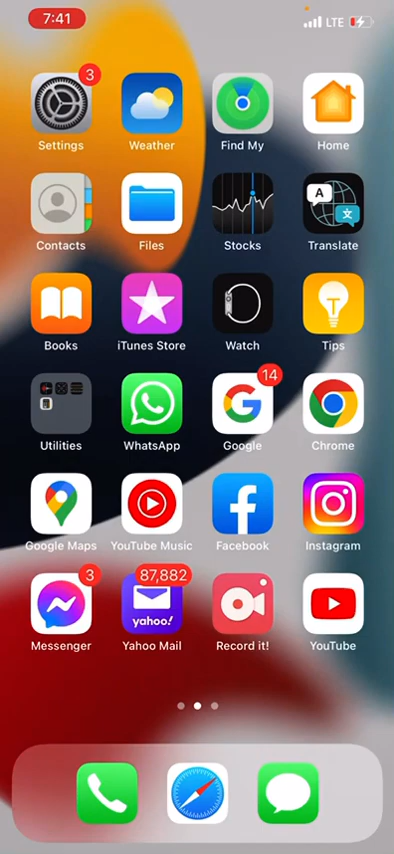 7:41
LTE
3
Settings
Weather
Find My
Home
Contacts
Files
Stocks
A
文
Translate
Books
iTunes Store
Watch
T
Tips
Utilities
WhatsApp
14
Google
Chrome
Google Maps
YouTube Music
Facebook
Instagram
3
Messenger
87,882
yahoo!
Yahoo Mail
Record it!
YouTube